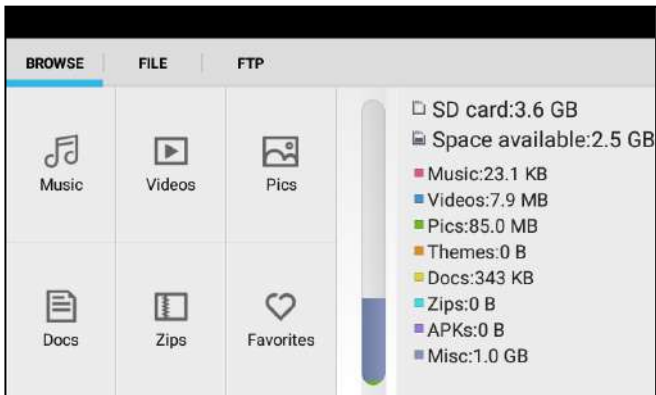 BROWSE FILE FTP
Music Videos Pics
Docs Zips Favorites
SD card:3.6 GB
Space available:2.5 GB
Music:23.1 KB
Videos:7.9 MB
Pics:85.0 MB
Themes:0 B
Docs:343 KB
Zips:0 B
APKs:0 B
Misc:1.0 GB